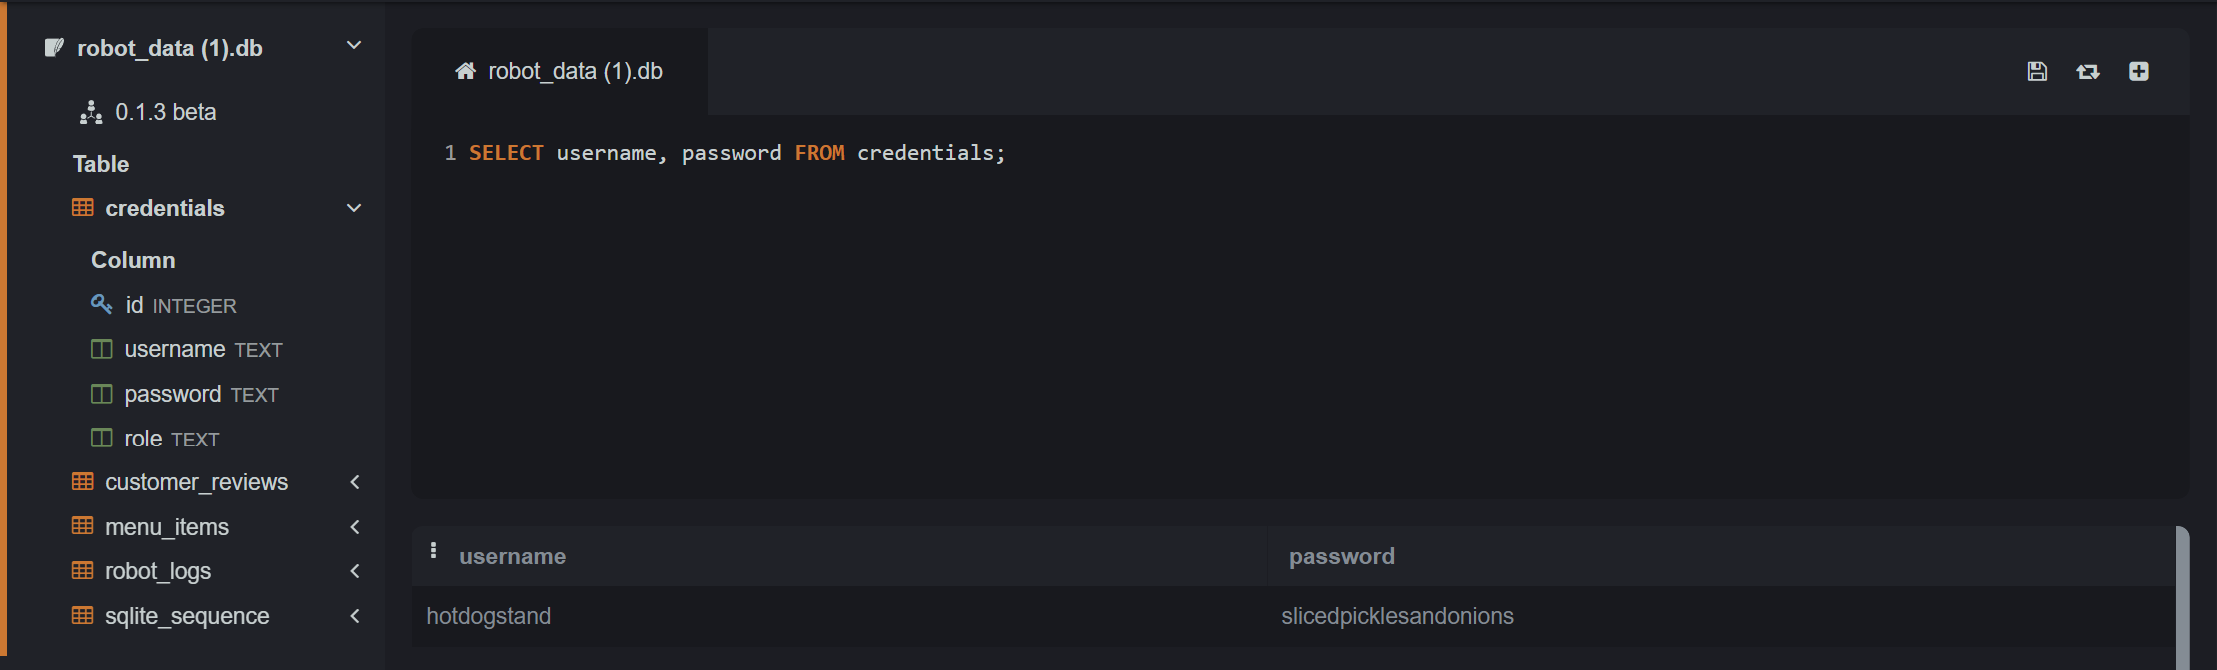 robot_data (1).db
0.1.3 beta
Table
credentials
Column
id INTEGER
username TEXT
password TEXT
role TEXT
customer_reviews
menu_items
robot_logs
sqlite_sequence
robot_data (1).db
1 SELECT username, password FROM credentials;
username password
hotdogstand slicedpicklesandonions